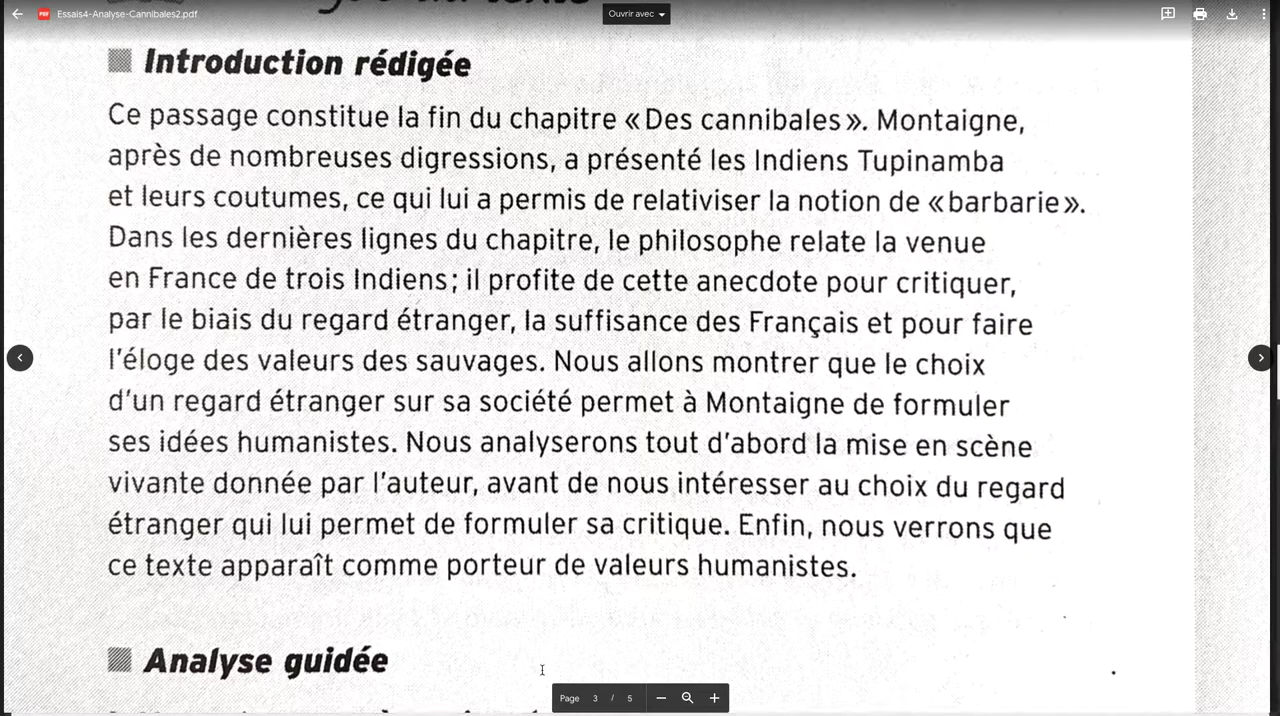 Essais4-Analyse-Cannibales2.pdf
Ouvrir avec
Introduction rédigée
Ce passage constitue la fin du chapitre « Des cannibales ». Montaigne,
après de nombreuses digressions, a présenté les Indiens Tupinamba
et leurs coutumes, ce qui lui a permis de relativiser la notion de « barbarie ».
Dans les dernières lignes du chapitre, le philosophe relate la venue
en France de trois Indiens ; il profite de cette anecdote pour critiquer,
par le biais du regard étranger, la suffisance des Français et pour faire
l'éloge des valeurs des sauvages. Nous allons montrer que le choix
d'un regard étranger sur sa société permet à Montaigne de formuler
ses idées humanistes. Nous analyserons tout d'abord la mise en scène
vivante donnée par l'auteur, avant de nous intéresser au choix du regard
étranger qui lui permet de formuler sa critique. Enfin, nous verrons que
ce texte apparaît comme porteur de valeurs humanistes.
Analyse guidée
Page 3 / 5